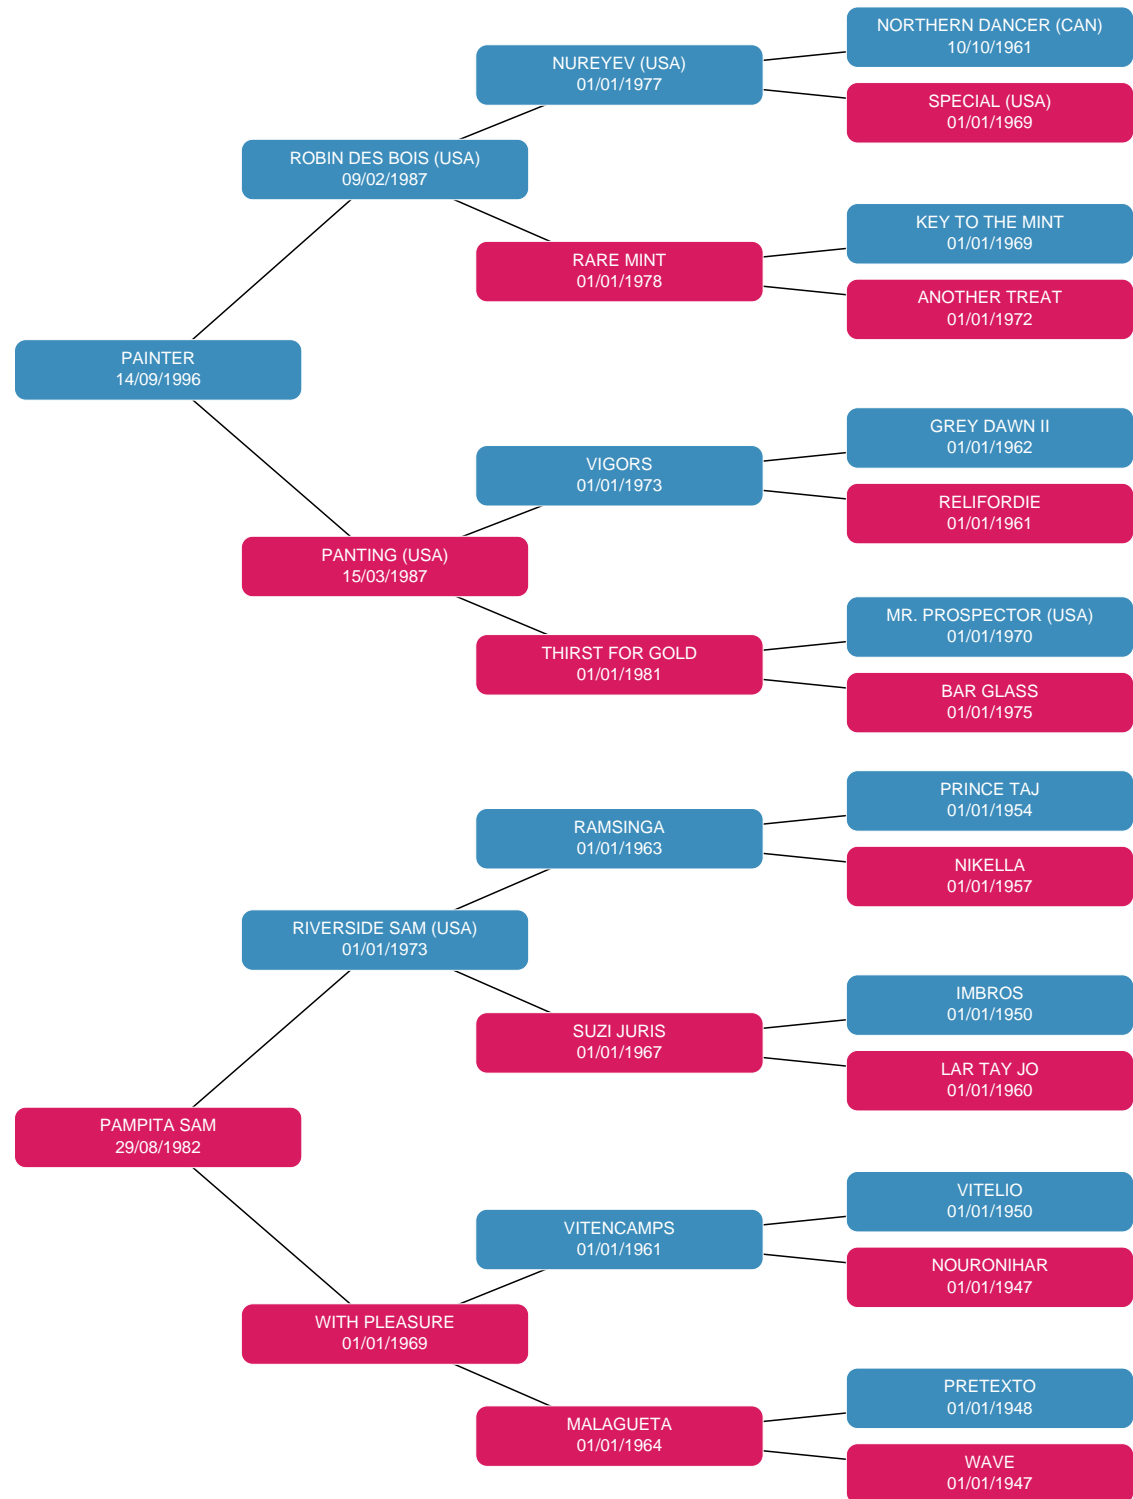 NORTHERN DANCER (CAN)
10/10/1961
NUREYEV (USA)
01/01/1977
SPECIAL (USA)
01/01/1969
ROBIN DES BOIS (USA)
09/02/1987
KEY TO THE MINT
01/01/1969
RARE MINT
01/01/1978
ANOTHER TREAT
01/01/1972
PAINTER
14/09/1996
GREY DAWN II
01/01/1962
VIGORS
01/01/1973
RELIFORDIE
01/01/1961
PANTING (USA)
15/03/1987
MR. PROSPECTOR (USA)
01/01/1970
THIRST FOR GOLD
01/01/1981
BAR GLASS
01/01/1975
PRINCE TAJ
01/01/1954
RAMSINGA
01/01/1963
NIKELLA
01/01/1957
RIVERSIDE SAM (USA)
01/01/1973
IMBROS
01/01/1950
SUZI JURIS
01/01/1967
LAR TAY JO
01/01/1960
PAMPITA SAM
29/08/1982
VITELIO
01/01/1950
VITENCAMPS
01/01/1961
NOURONIHAR
01/01/1947
WITH PLEASURE
01/01/1969
PRETEXTO
01/01/1948
MALAGUETA
01/01/1964
WAVE
01/01/1947